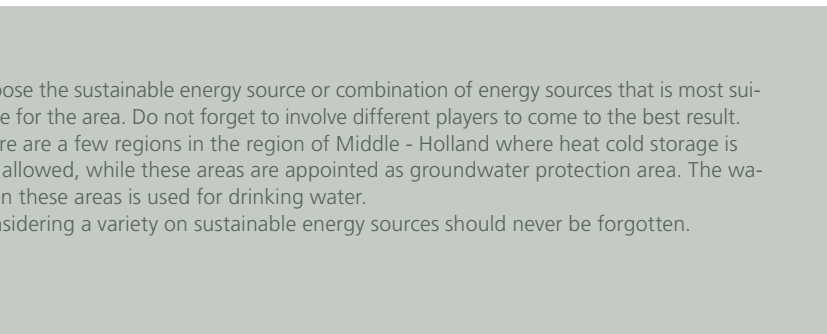 ose the sustainable energy source or combination of energy sources that is most sui-
e for the area. Do not forget to involve different players to come to the best result.
re are a few regions in the region of Middle - Holland where heat cold storage is
allowed, while these areas are appointed as groundwater protection area. The wa-
n these areas is used for drinking water.
nsidering a variety on sustainable energy sources should never be forgotten.